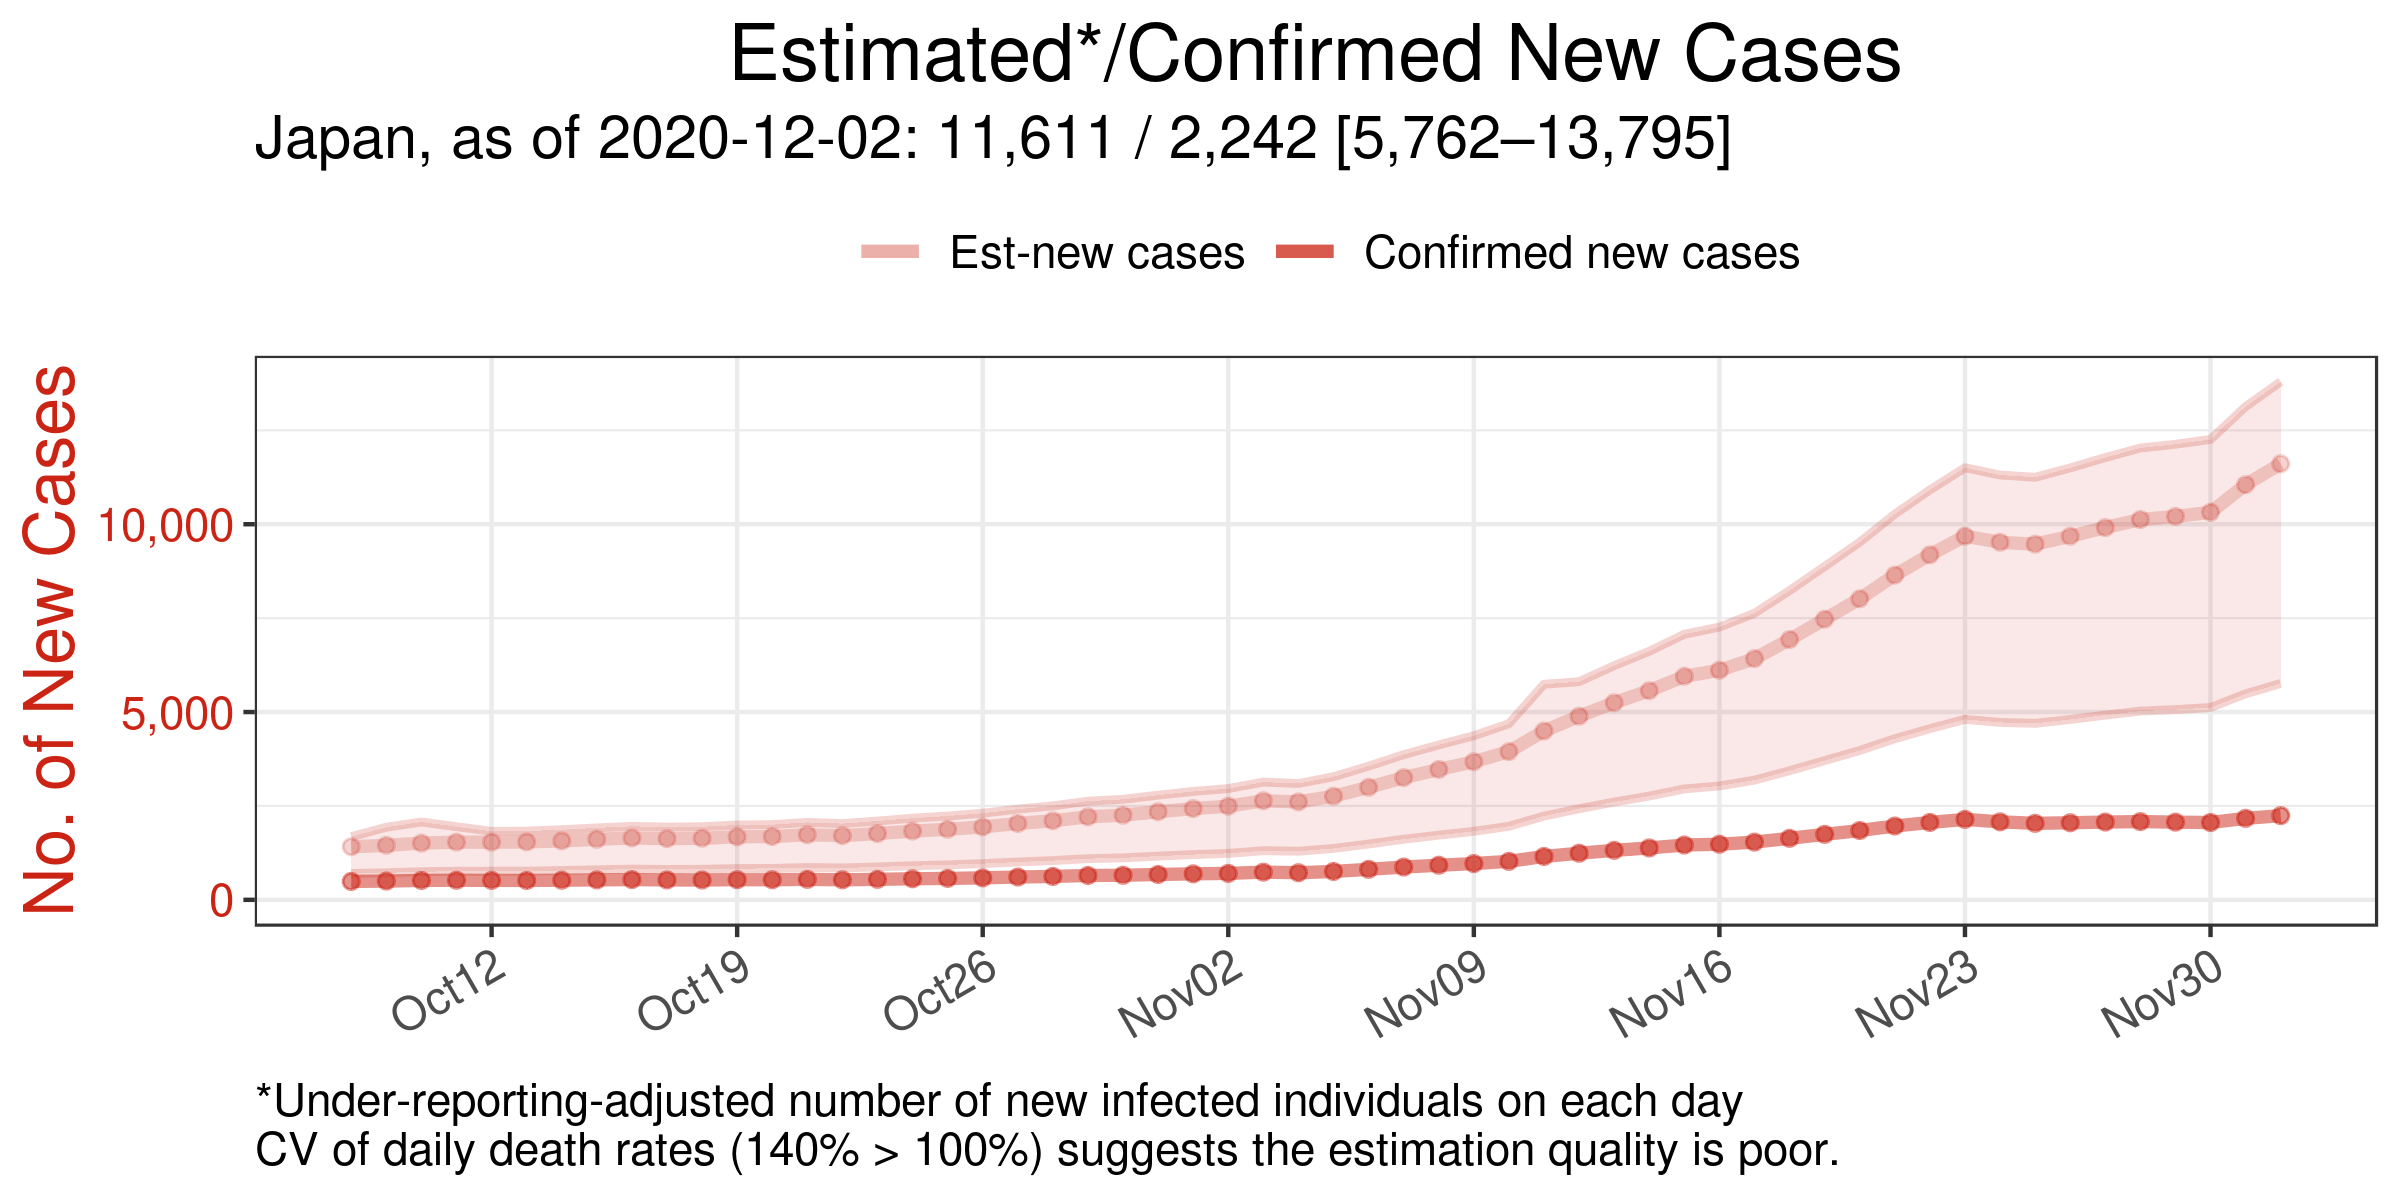 Estimated*/Confirmed New Cases
Japan, as of 2020-12-02: 11,611 / 2,242 [5,762–13,795]
Est-new cases
Confirmed new cases
No. of New Cases
10,000
5,000
0
Oct12
Oct19
Oct26
Nov02
Nov09
Nov16
Nov23
Nov30
*Under-reporting-adjusted number of new infected individuals on each day
CV of daily death rates (140% > 100%) suggests the estimation quality is poor.